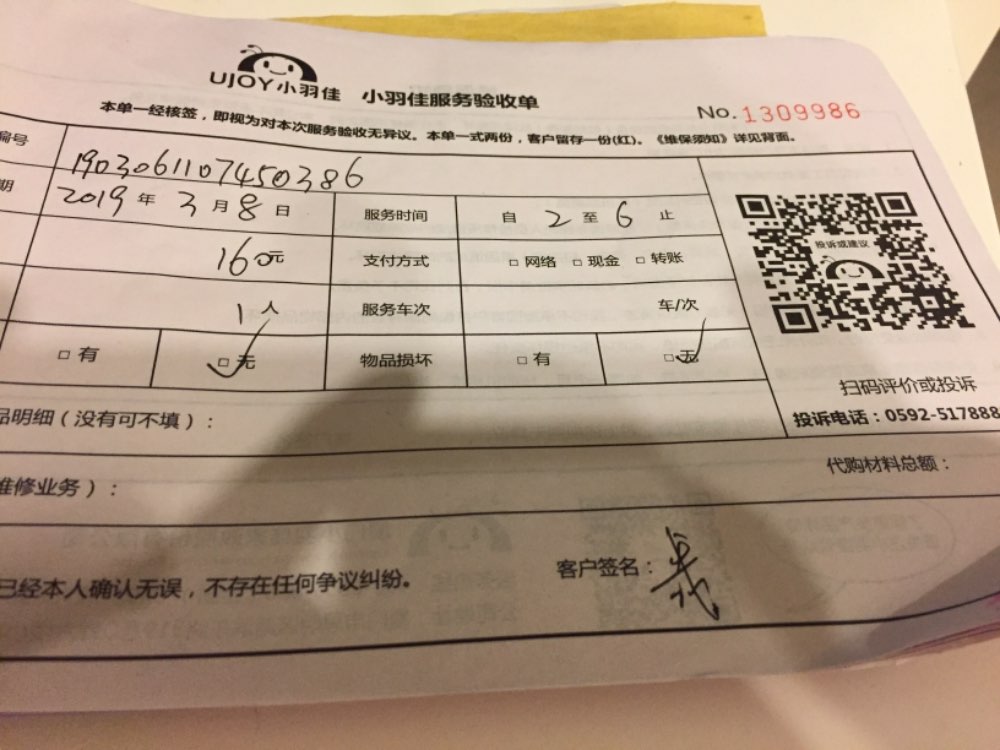 UJOY小羽佳 小羽佳服务验收单
No. 1309986
本单一经核签，即视为对本次服务验收无异议。本单一式两份，客户留存一份(红)。《维保须知》详见背面。
编号 1903061107450386
期 2019 年 3 月 8 日 服务时间 自 2 至 6 止
投诉或建议
160元 支付方式 □ 网络 □ 现金 □ 转账
1 人 服务车次 车/次
□ 有 □ 无 物品损坏 □ 有 □ 无
扫码评价或投诉
投诉电话：0592-517888
品明细（没有可不填）：
代购材料总额：
维修业务）：
已经本人确认无误，不存在任何争议纠纷。
客户签名：